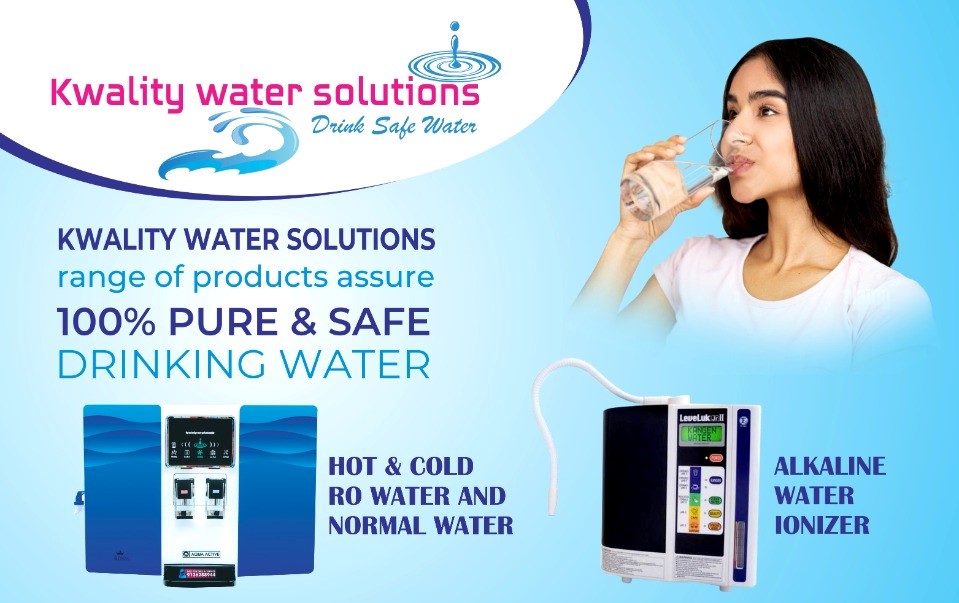 Kwality water solutions
Drink Safe Water
KWALITY WATER SOLUTIONS
range of products assure
100% PURE & SAFE
DRINKING WATER
HOT & COLD
RO WATER AND
NORMAL WATER
AQUA ACTIVE
9136388944
LeveLuk
KANGEN
WATER
ALKALINE
WATER
IONIZER